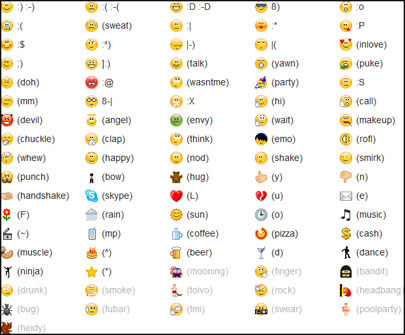 :) :-) :( :-( :D :-D 8) :o
;( (sweat) :| :* :P
:$ :^) |-) |( (inlove)
;) ]:) (talk) (yawn) (puke)
(doh) :@ (wasntme) (party) :S
(mm) 8-| :X (hi) (call)
(devil) (angel) (envy) (wait) (makeup)
(chuckle) (clap) (think) (emo) (rofl)
(whew) (happy) (nod) (shake) (smirk)
(punch) (bow) (hug) (y) (n)
(handshake) (skype) (L) (u) (e)
(F) (rain) (sun) (o) (music)
(~) (mp) (coffee) (pizza) (cash)
(muscle) (^) (beer) (d) (dance)
(ninja) (*) (mooning) (finger) (bandit)
(drunk) (smoke) (toivo) (rock) (headbang)
(bug) (fubar) (tmi) (swear) (poolparty)
(heidy)